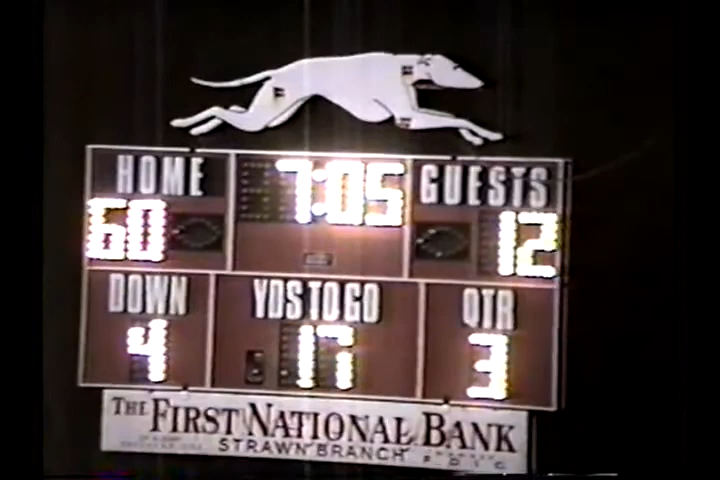 HOME 7:05 GUESTS
60 12
DOWN YDS TO GO QTR
4 17 3
THE FIRST NATIONAL BANK
STRAWN BRANCH
FDIC